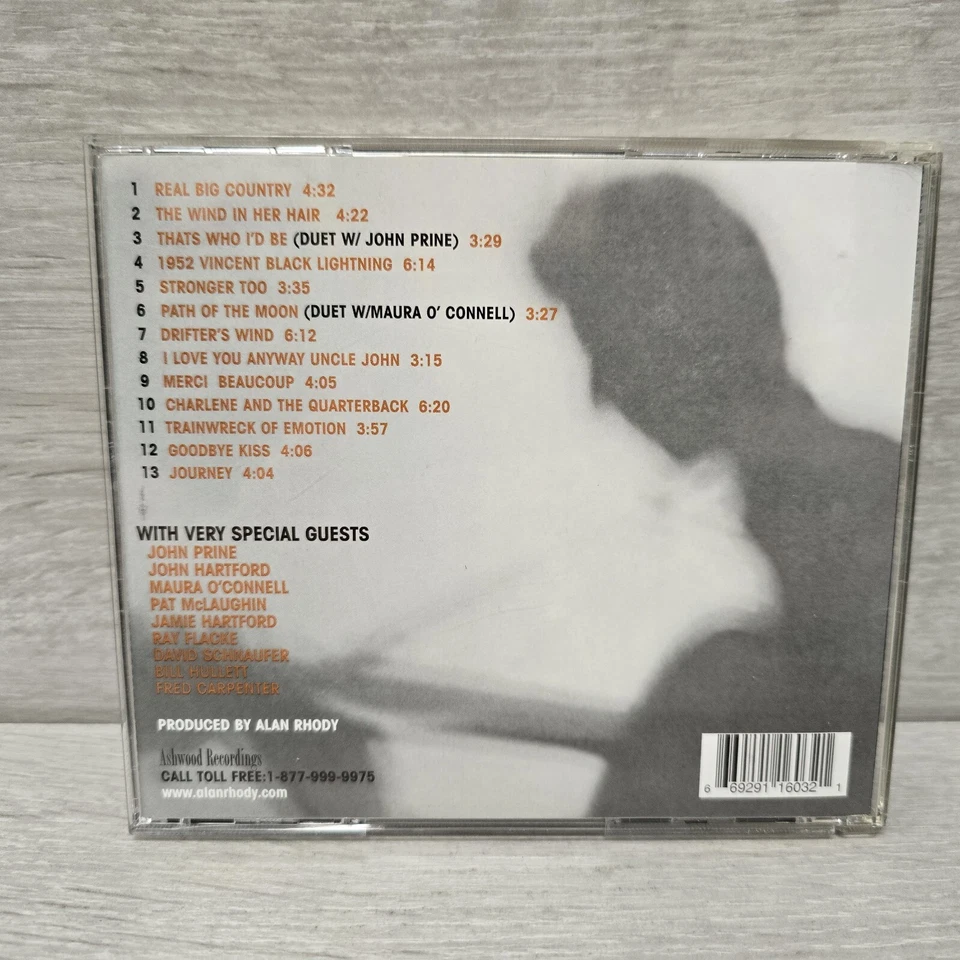 1 REAL BIG COUNTRY 4:32
2 THE WIND IN HER HAIR 4:22
3 THATS WHO I'D BE (DUET W/ JOHN PRINE) 3:29
4 1952 VINCENT BLACK LIGHTNING 6:14
5 STRONGER TOO 3:35
6 PATH OF THE MOON (DUET W/MAURA O' CONNELL) 3:27
7 DRIFTER'S WIND 6:12
8 I LOVE YOU ANYWAY UNCLE JOHN 3:15
9 MERCI BEAUCOUP 4:05
10 CHARLENE AND THE QUARTERBACK 6:20
11 TRAINWRECK OF EMOTION 3:57
12 GOODBYE KISS 4:06
13 JOURNEY 4:04
WITH VERY SPECIAL GUESTS
JOHN PRINE
JOHN HARTFORD
MAURA O'CONNELL
PAT McLAUGHIN
JAMIE HARTFORD
RAY FLACKE
DAVID SCHNAUFER
BILL HULLETT
FRED CARPENTER
PRODUCED BY ALAN RHODY
Ashwood Recordings
CALL TOLL FREE:1-877-999-9975
www.alanrhody.com
6 69291 16032 1